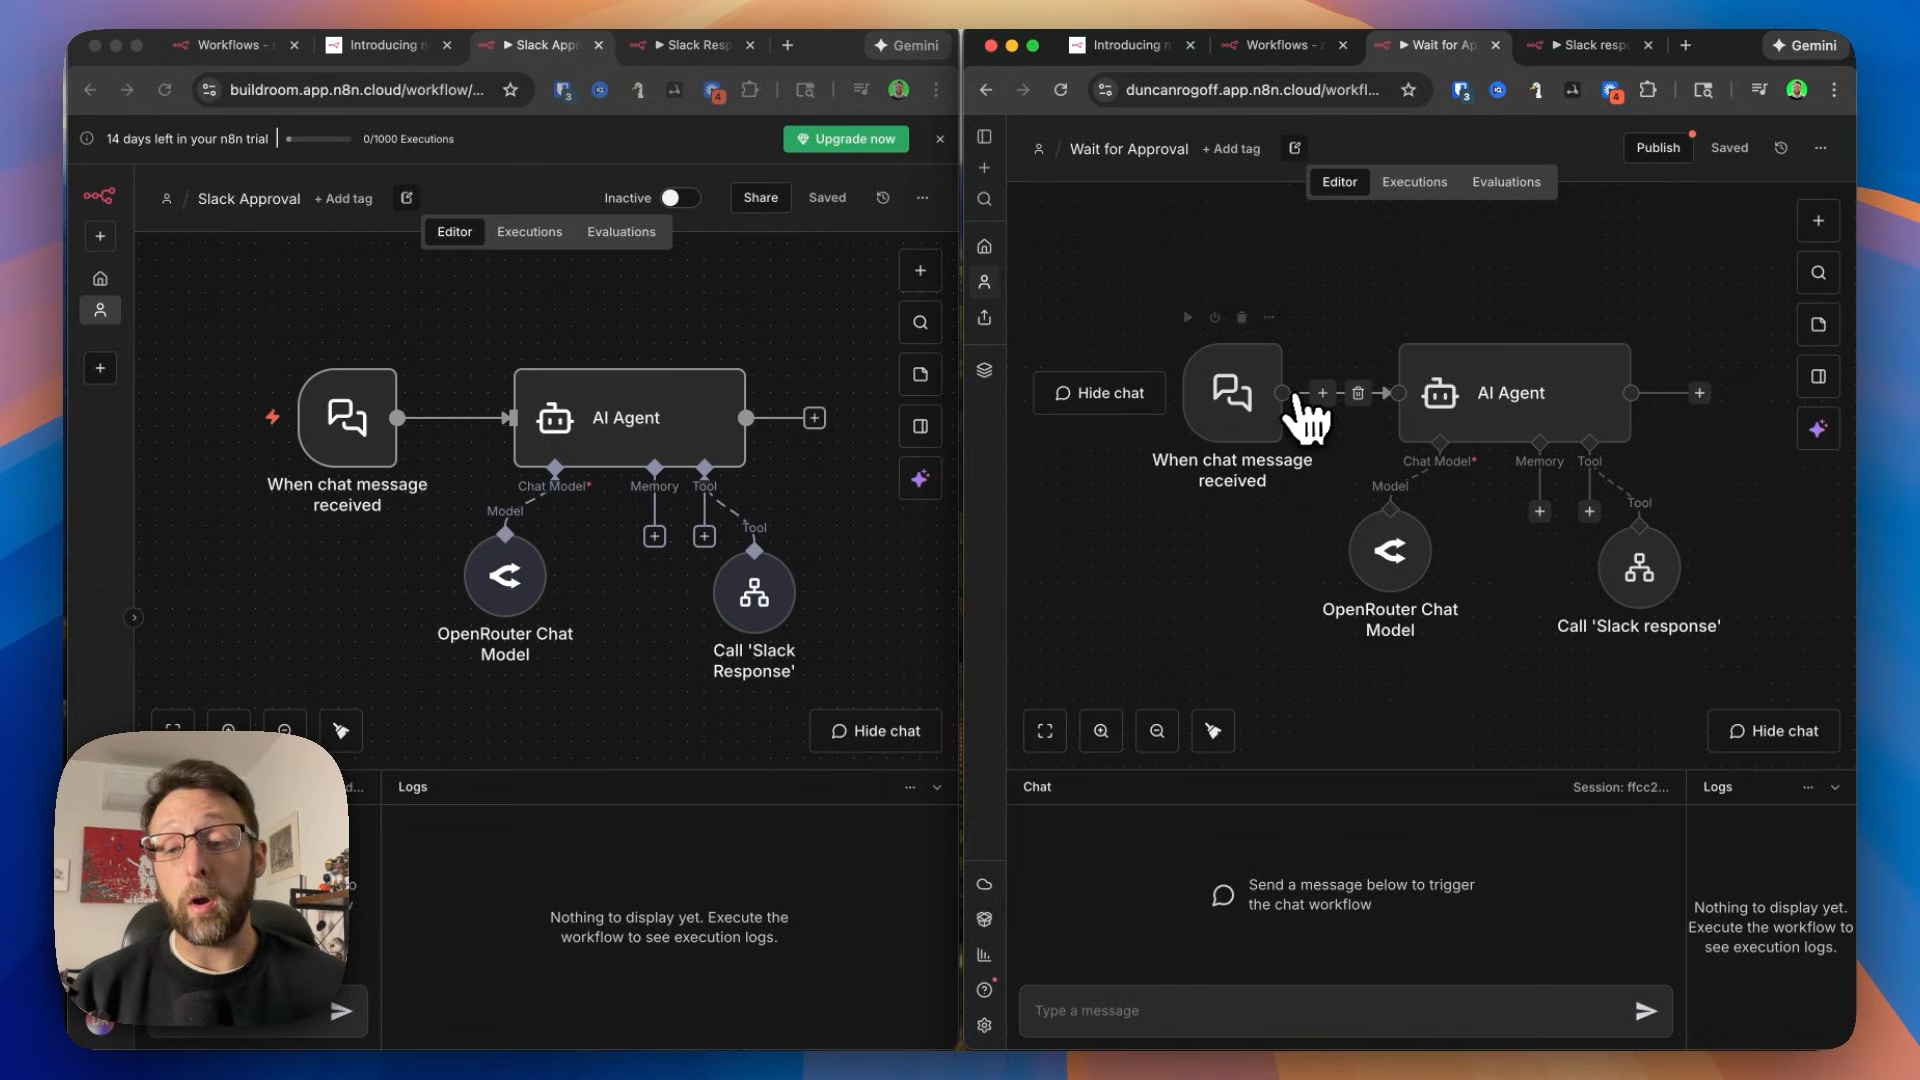 Workflows -
Introducing n
Slack Appr
Slack Resp
Gemini
buildroom.app.n8n.cloud/workflow/...
3
4
14 days left in your n8n trial
0/1000 Executions
Upgrade now
Slack Approval
+ Add tag
Inactive
Share
Saved
Editor
Executions
Evaluations
AI Agent
When chat message
received
Chat Model*
Memory
Tool
Model
Tool
OpenRouter Chat
Model
Call 'Slack
Response'
Hide chat
d...
Logs
Nothing to display yet. Execute the
workflow to see execution logs.
Introducing n
Workflows -
Wait for Ap
Slack respo
Gemini
duncanrogoff.app.n8n.cloud/workfl...
3
4
Wait for Approval
+ Add tag
Publish
Saved
Editor
Executions
Evaluations
Hide chat
AI Agent
When chat message
received
Chat Model*
Memory
Tool
Model
Tool
OpenRouter Chat
Model
Call 'Slack response'
Hide chat
Chat
Session: ffcc2...
Logs
Send a message below to trigger
the chat workflow
Nothing to display yet.
Execute the workflow to
see execution logs.
Type a message